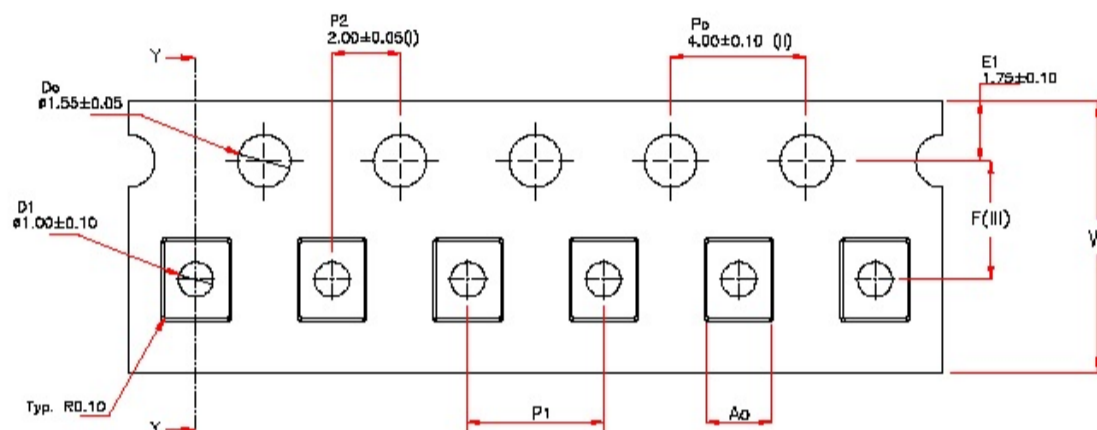 P2
2.00±0.05(I)
Po
4.00±0.10 (II)
E1
1.75±0.10
Y
Do
ø1.55±0.05
D1
ø1.00±0.10
F(III)
Typ. R0.10
P1
Ao